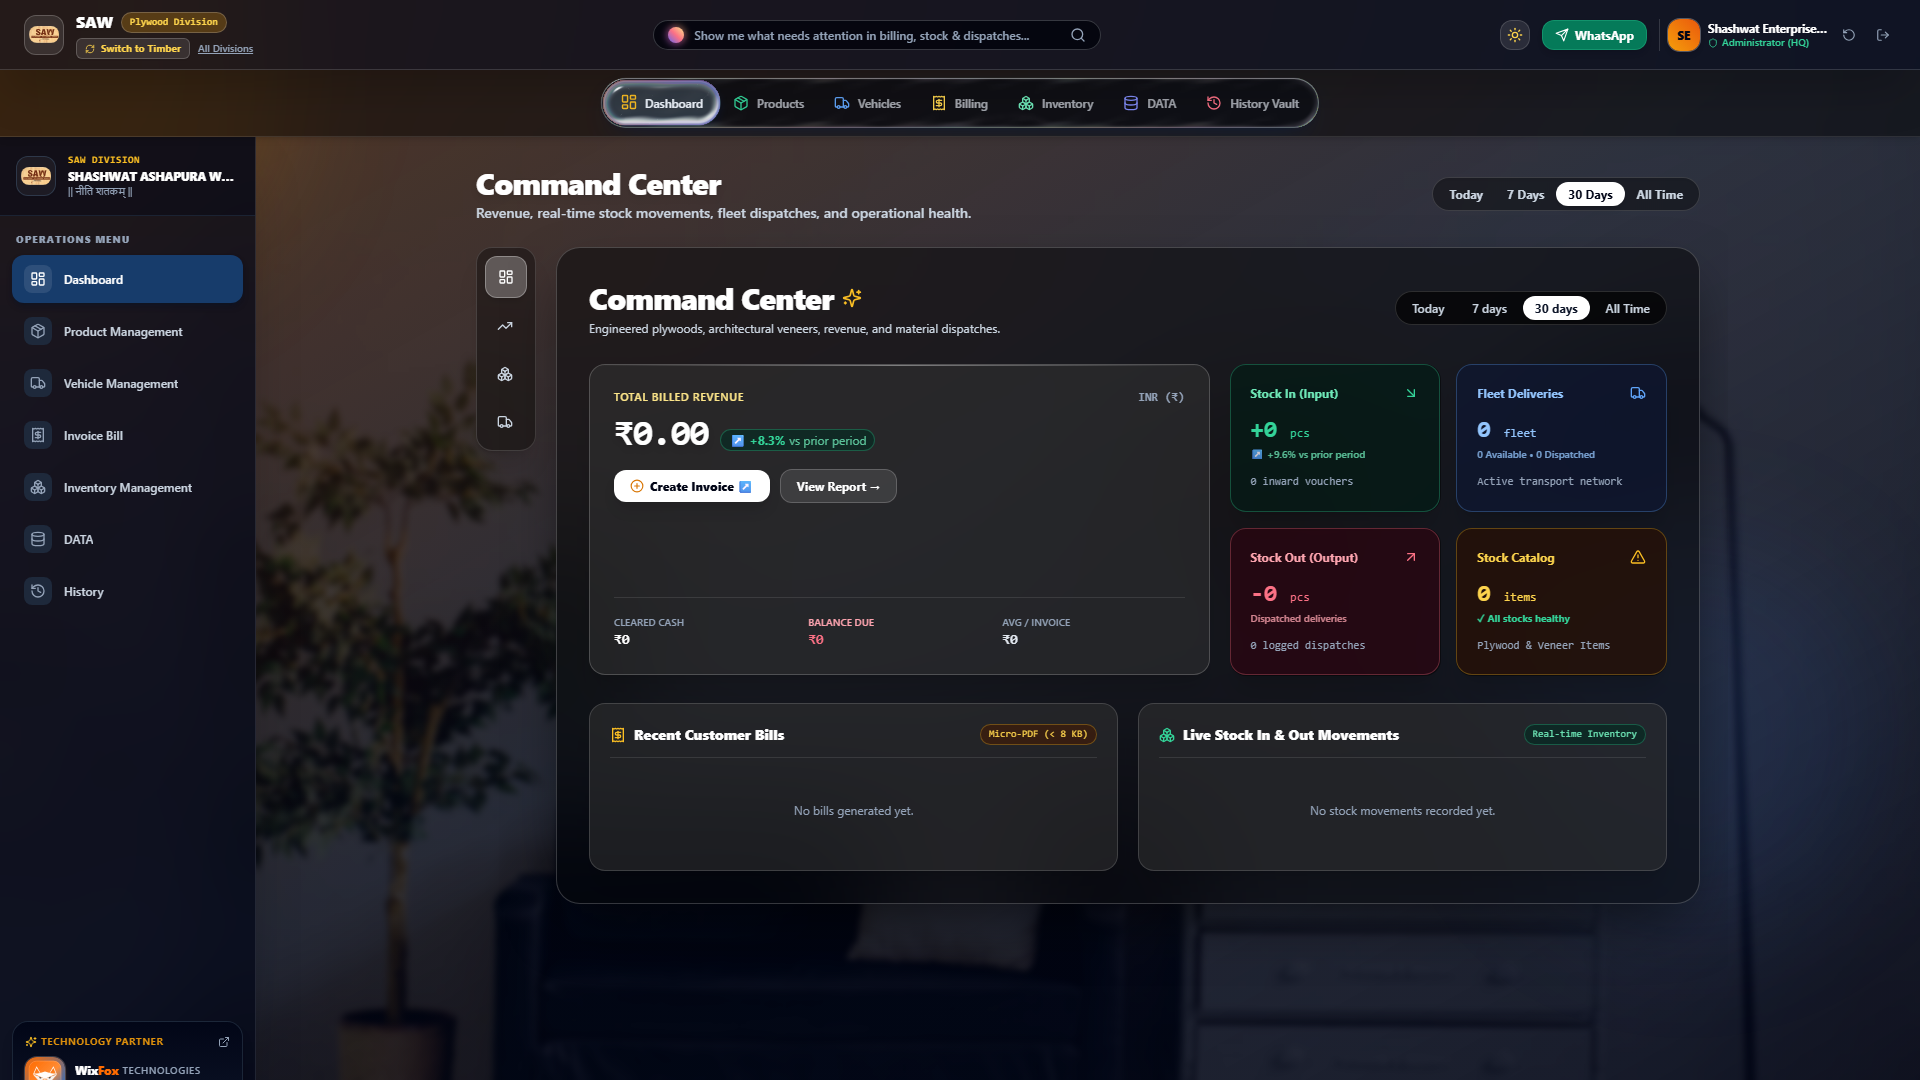 SAW
SAW Plywood Division
Switch to Timber All Divisions
Show me what needs attention in billing, stock & dispatches...
WhatsApp
SE
Shashwat Enterprise...
Administrator (HQ)
Dashboard Products Vehicles Billing Inventory DATA History Vault
SAW
SAW DIVISION
SHASHWAT ASHAPURA W...
OPERATIONS MENU
Dashboard
Product Management
Vehicle Management
Invoice Bill
Inventory Management
DATA
History
TECHNOLOGY PARTNER
WixFox TECHNOLOGIES
Command Center
Revenue, real-time stock movements, fleet dispatches, and operational health.
Today 7 Days 30 Days All Time
Command Center
Engineered plywoods, architectural veneers, revenue, and material dispatches.
Today 7 days 30 days All Time
TOTAL BILLED REVENUE INR (₹)
₹0.00 ↗ +8.3% vs prior period
Create Invoice ↗ View Report →
CLEARED CASH BALANCE DUE AVG / INVOICE
₹0 ₹0 ₹0
Stock In (Input)
+0 pcs
↗ +9.6% vs prior period
0 inward vouchers
Fleet Deliveries
0 fleet
0 Available • 0 Dispatched
Active transport network
Stock Out (Output)
-0 pcs
Dispatched deliveries
0 logged dispatches
Stock Catalog
0 items
✓ All stocks healthy
Plywood & Veneer Items
Recent Customer Bills Micro-PDF (< 8 KB)
No bills generated yet.
Live Stock In & Out Movements Real-time Inventory
No stock movements recorded yet.